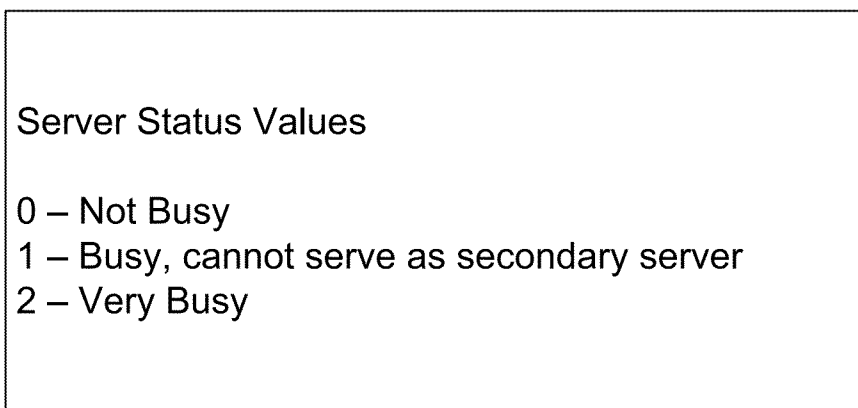 Server Status Values
0 – Not Busy
1 – Busy, cannot serve as secondary server
2 – Very Busy